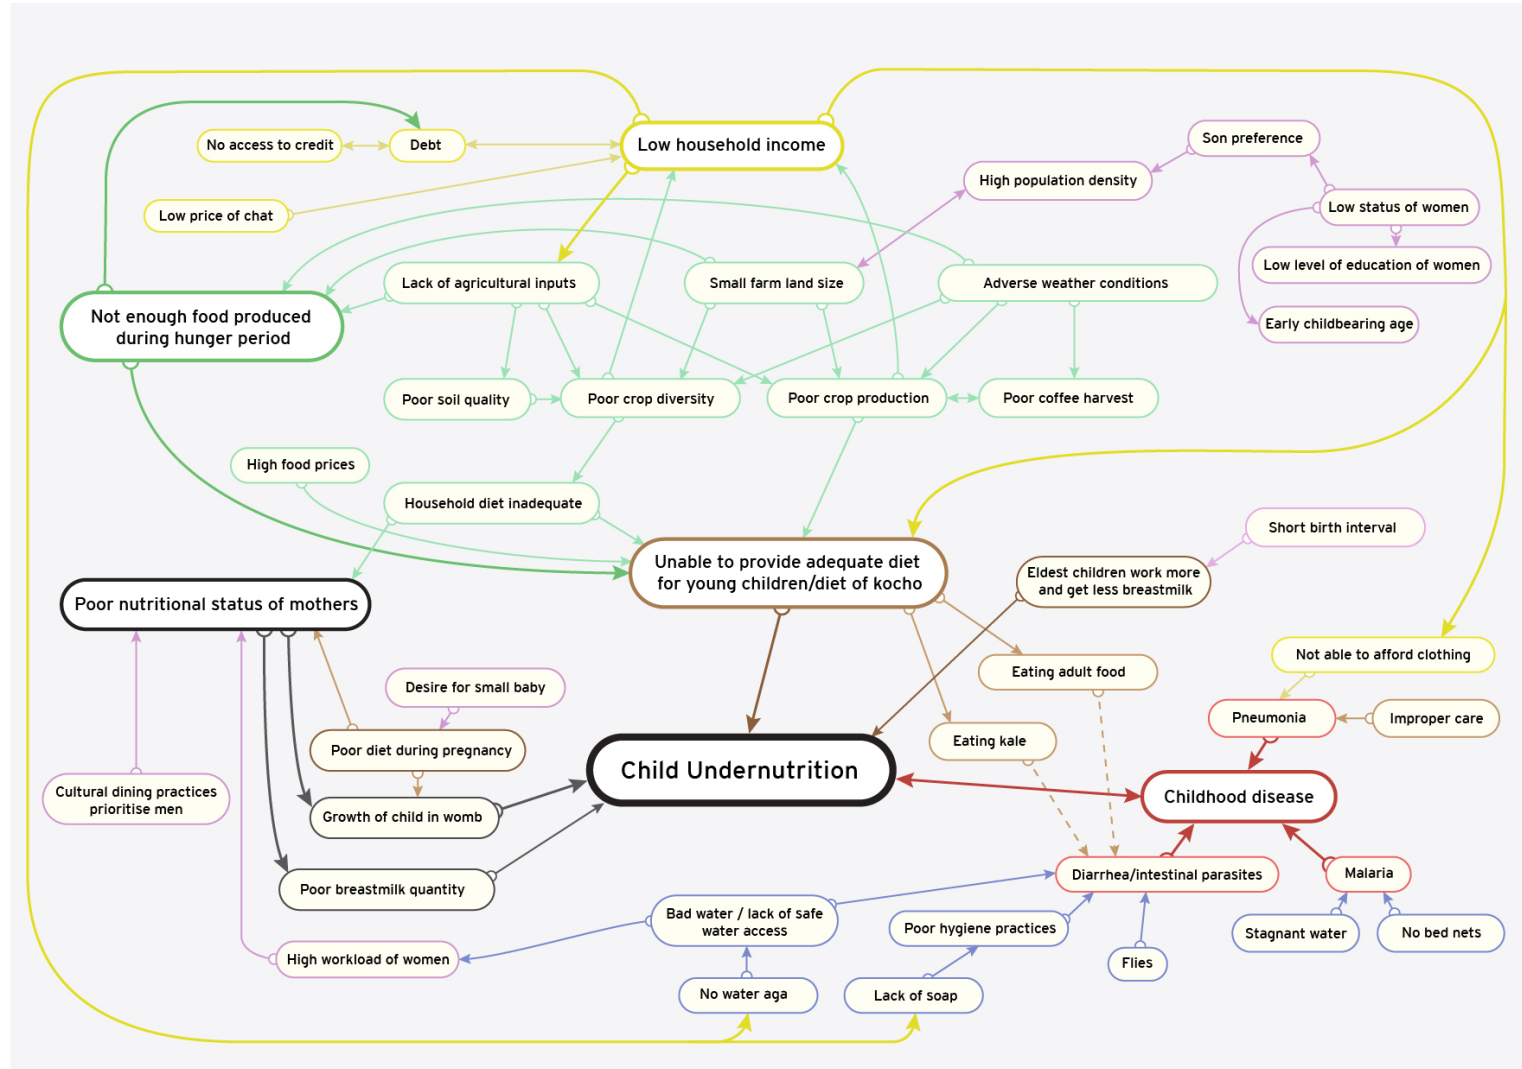 Son preference
No access to credit
Debt
Low household income
High population density
Low status of women
Low price of chat
Low level of education of women
Lack of agricultural inputs
Small farm land size
Adverse weather conditions
Not enough food produced
during hunger period
Early childbearing age
Poor soil quality
Poor crop diversity
Poor crop production
Poor coffee harvest
High food prices
Household diet inadequate
Short birth interval
Unable to provide adequate diet
for young children/diet of kocho
Eldest children work more
and get less breastmilk
Poor nutritional status of mothers
Not able to afford clothing
Eating adult food
Desire for small baby
Pneumonia
Improper care
Eating kale
Poor diet during pregnancy
Child Undernutrition
Cultural dining practices
prioritise men
Childhood disease
Growth of child in womb
Diarrhea/intestinal parasites
Malaria
Poor breastmilk quantity
Bad water / lack of safe
water access
Poor hygiene practices
Stagnant water
No bed nets
High workload of women
Flies
No water aga
Lack of soap